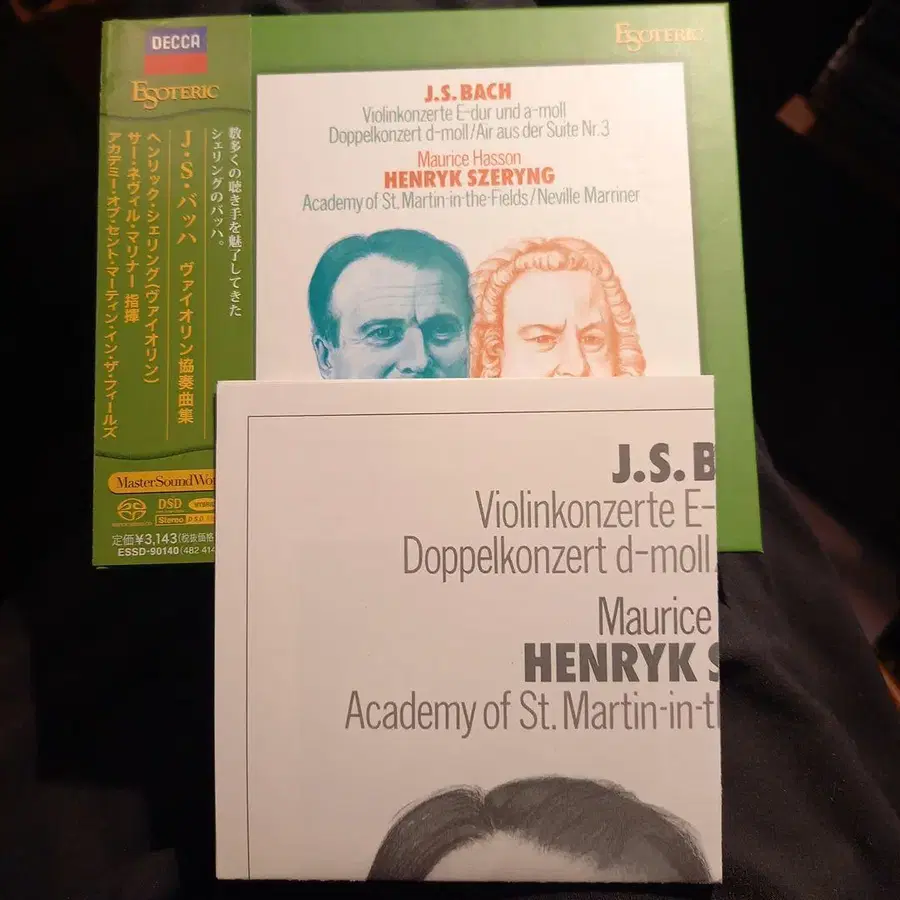 DECCA
ESOTERIC
数多くの聴き手を魅了してきた
シェリングのバッハ。
J・S・バッハ ヴァイオリン協奏曲集
ヘンリック・シェリング(ヴァイオリン)
サー・ネヴィル・マリナー 指揮
アカデミー・オブ・セント・マーティン・イン・ザ・フィールズ
MasterSoundWo
DSD
Stereo
定価¥3,143(税抜価格
ESSD-90140 (482 414
ESOTERIC
J.S. BACH
Violinkonzerte E-dur und a-moll
Doppelkonzert d-moll/Air aus der Suite Nr.3
Maurice Hasson
HENRYK SZERYNG
Academy of St. Martin-in-the-Fields/Neville Marriner
J.S. B
Violinkonzerte E-
Doppelkonzert d-moll/
Maurice
HENRYK S
Academy of St. Martin-in-t